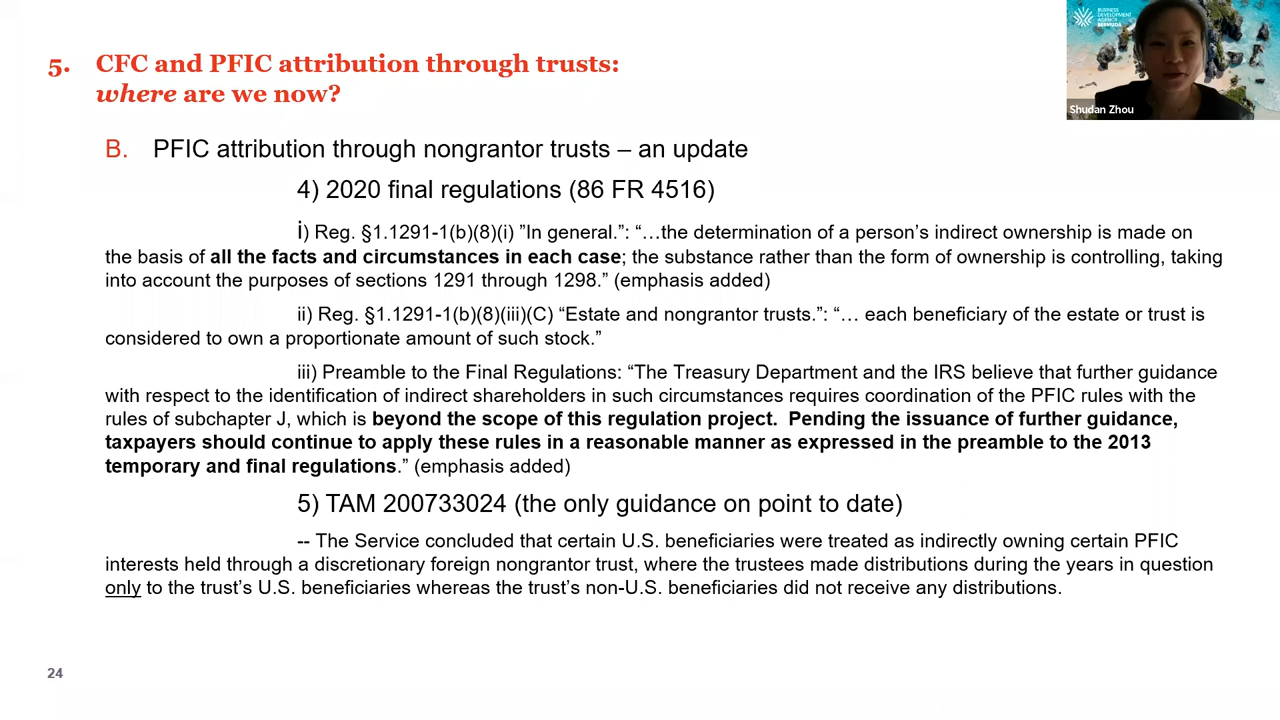 BUSINESS
DEVELOPMENT
AGENCY
BERMUDA
Shudan Zhou
5. CFC and PFIC attribution through trusts:
where are we now?
B. PFIC attribution through nongrantor trusts – an update
4) 2020 final regulations (86 FR 4516)
i) Reg. §1.1291-1(b)(8)(i) ”In general.”: “…the determination of a person’s indirect ownership is made on
the basis of all the facts and circumstances in each case; the substance rather than the form of ownership is controlling, taking
into account the purposes of sections 1291 through 1298.” (emphasis added)
ii) Reg. §1.1291-1(b)(8)(iii)(C) “Estate and nongrantor trusts.”: “… each beneficiary of the estate or trust is
considered to own a proportionate amount of such stock.”
iii) Preamble to the Final Regulations: “The Treasury Department and the IRS believe that further guidance
with respect to the identification of indirect shareholders in such circumstances requires coordination of the PFIC rules with the
rules of subchapter J, which is beyond the scope of this regulation project. Pending the issuance of further guidance,
taxpayers should continue to apply these rules in a reasonable manner as expressed in the preamble to the 2013
temporary and final regulations.” (emphasis added)
5) TAM 200733024 (the only guidance on point to date)
-- The Service concluded that certain U.S. beneficiaries were treated as indirectly owning certain PFIC
interests held through a discretionary foreign nongrantor trust, where the trustees made distributions during the years in question
only to the trust’s U.S. beneficiaries whereas the trust’s non-U.S. beneficiaries did not receive any distributions.
24